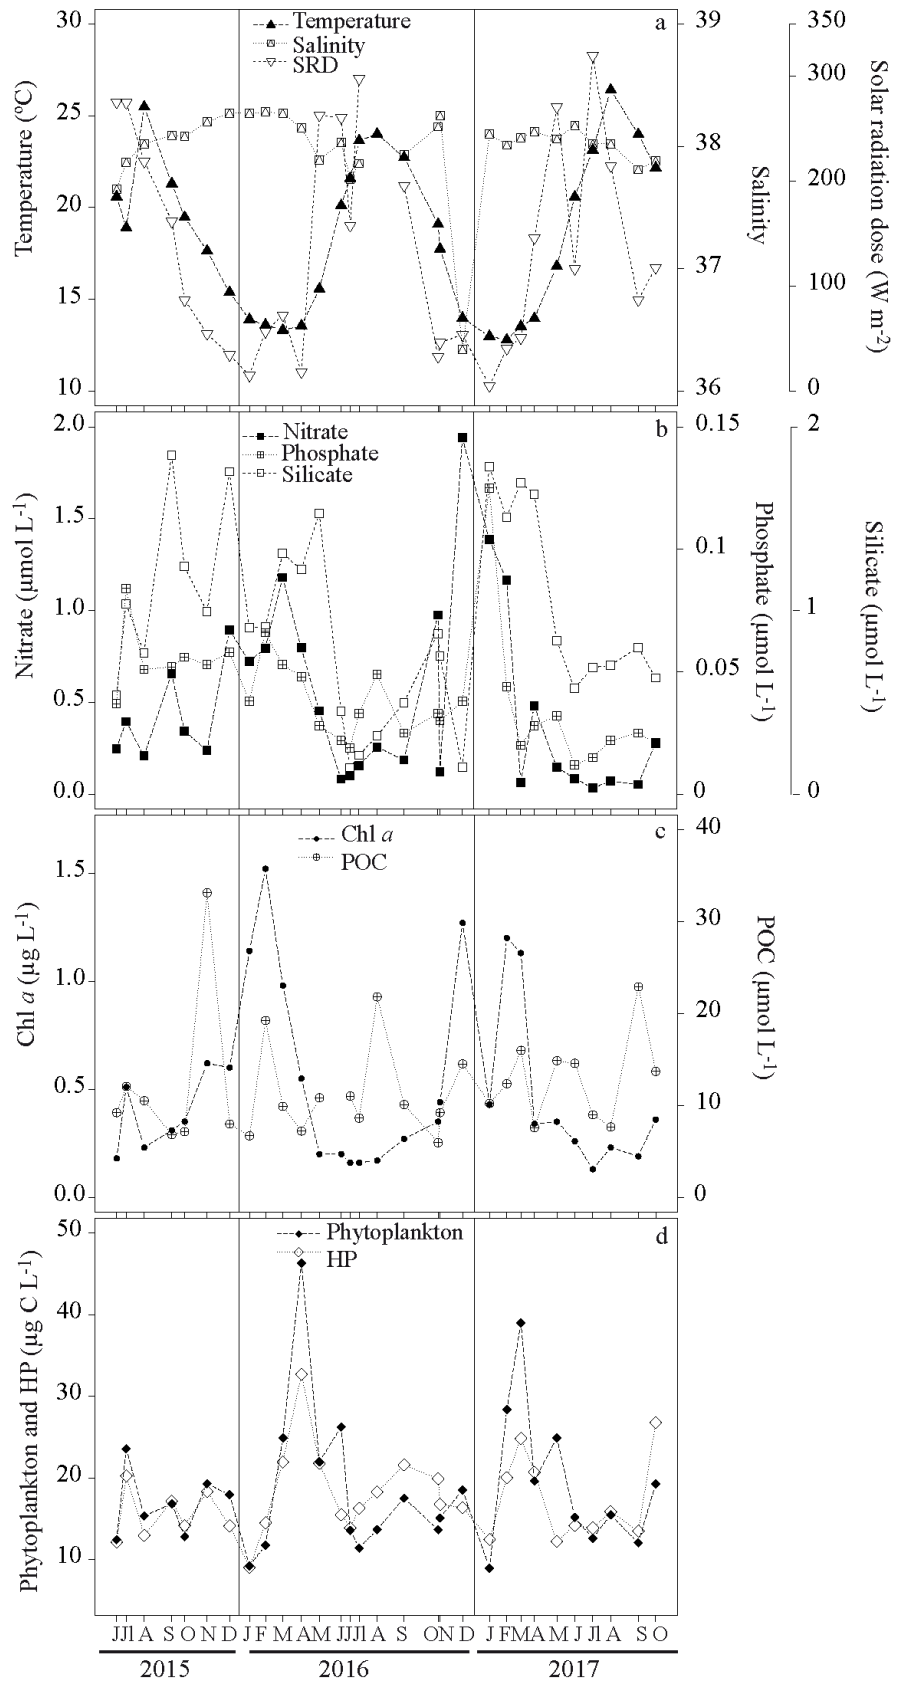 Temperature
Salinity
SRD
a
30
25
20
15
10
Temperature (ºC)
39
38
37
36
Salinity
350
300
200
100
0
Solar radiation dose (W m-2)
Nitrate
Phosphate
Silicate
b
2.0
1.5
1.0
0.5
0.0
Nitrate (µmol L-1)
0.15
0.1
0.05
0
Phosphate (µmol L-1)
2
1
0
Silicate (µmol L-1)
Chl a
POC
c
1.5
1.0
0.5
0.0
Chl a (µg L-1)
40
30
20
10
0
POC (µmol L-1)
Phytoplankton
HP
d
50
40
30
20
10
Phytoplankton and HP (µg C L-1)
J Jl A S O N D J F M A M J J Jl A S O N D J F M A M J Jl A S O
2015 2016 2017